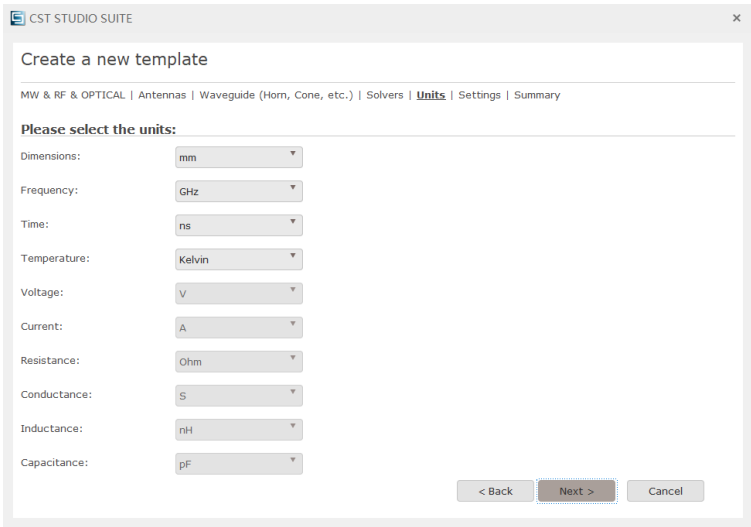 CST STUDIO SUITE
Create a new template
MW & RF & OPTICAL | Antennas | Waveguide (Horn, Cone, etc.) | Solvers | Units | Settings | Summary
Please select the units:
Dimensions: mm
Frequency: GHz
Time: ns
Temperature: Kelvin
Voltage: V
Current: A
Resistance: Ohm
Conductance: S
Inductance: nH
Capacitance: pF
< Back Next > Cancel